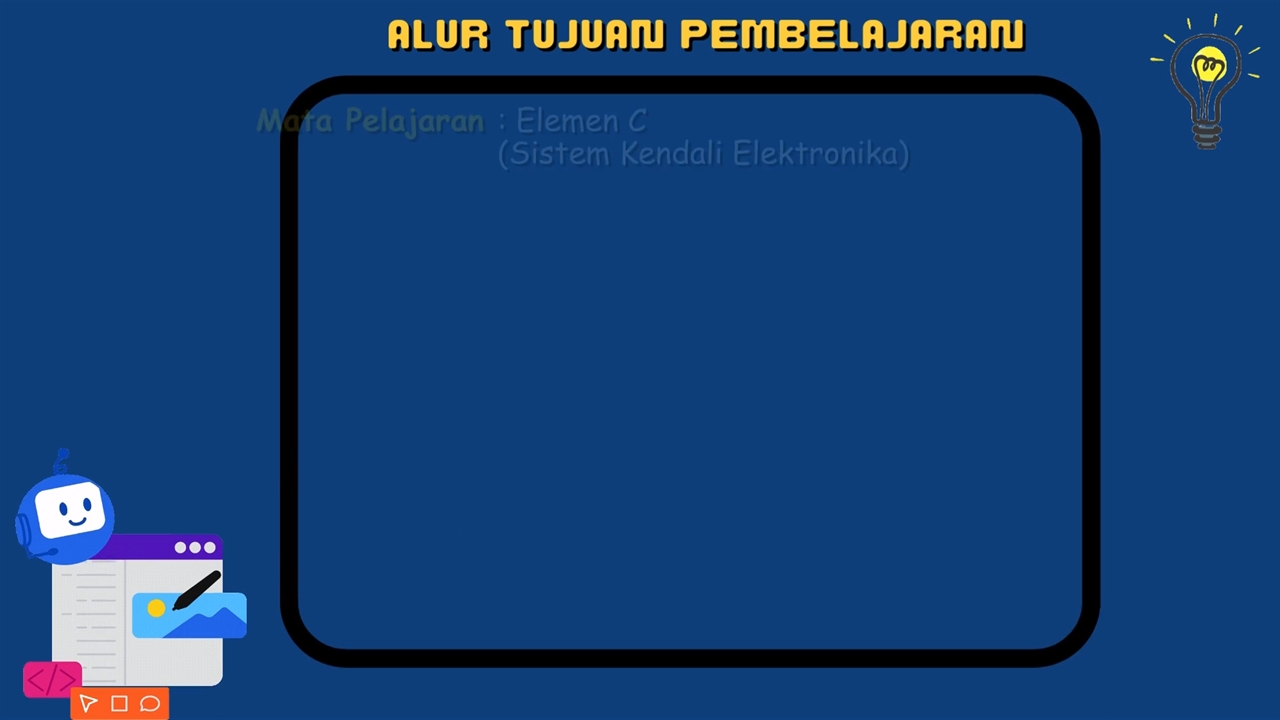 ALUR TUJUAN PEMBELAJARAN
Mata Pelajaran : Elemen C
(Sistem Kendali Elektronika)